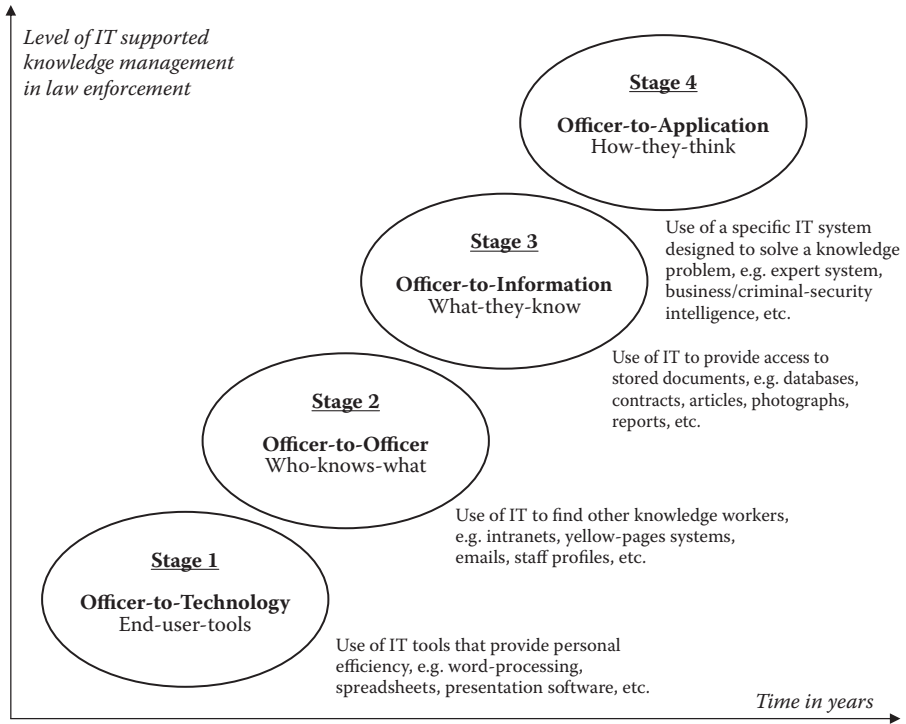 Level of IT supported
knowledge management
in law enforcement
Stage 4
Officer-to-Application
How-they-think
Use of a specific IT system
designed to solve a knowledge
problem, e.g. expert system,
business/criminal-security
intelligence, etc.
Stage 3
Officer-to-Information
What-they-know
Use of IT to provide access to
stored documents, e.g. databases,
contracts, articles, photographs,
reports, etc.
Stage 2
Officer-to-Officer
Who-knows-what
Use of IT to find other knowledge workers,
e.g. intranets, yellow-pages systems,
emails, staff profiles, etc.
Stage 1
Officer-to-Technology
End-user-tools
Use of IT tools that provide personal
efficiency, e.g. word-processing,
spreadsheets, presentation software, etc.
Time in years